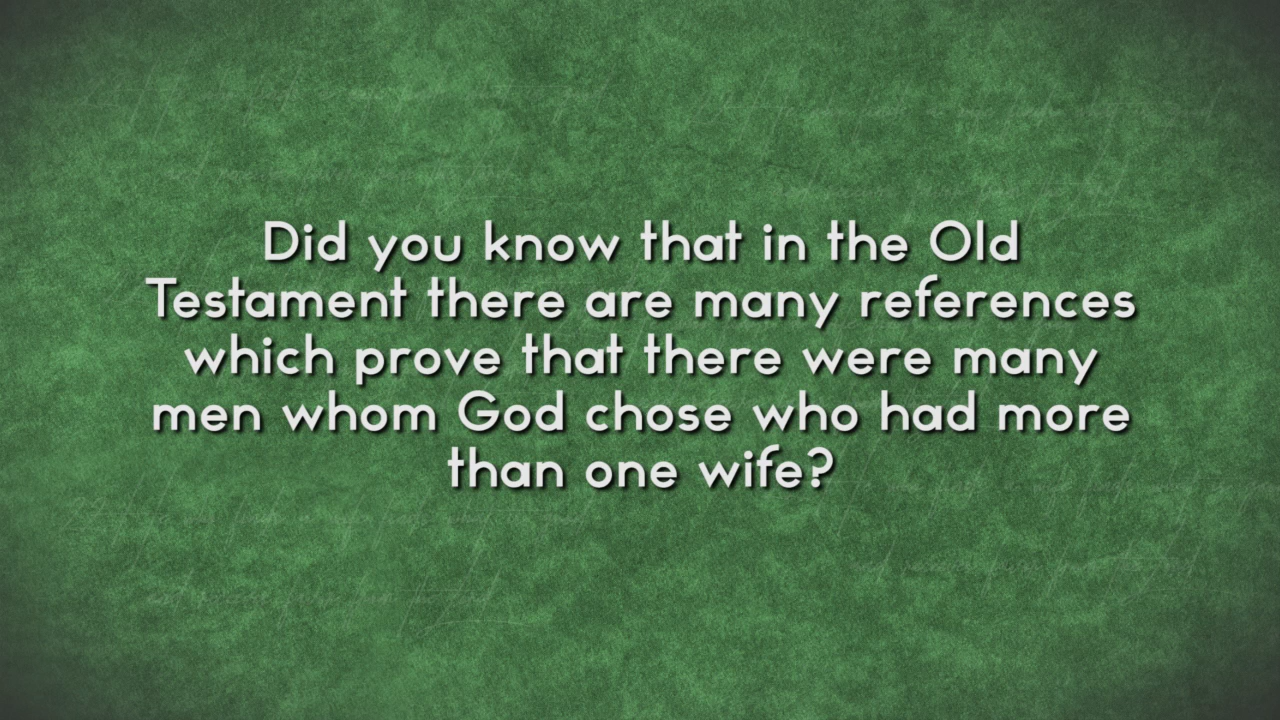 Did you know that in the Old
Testament there are many references
which prove that there were many
men whom God chose who had more
than one wife?